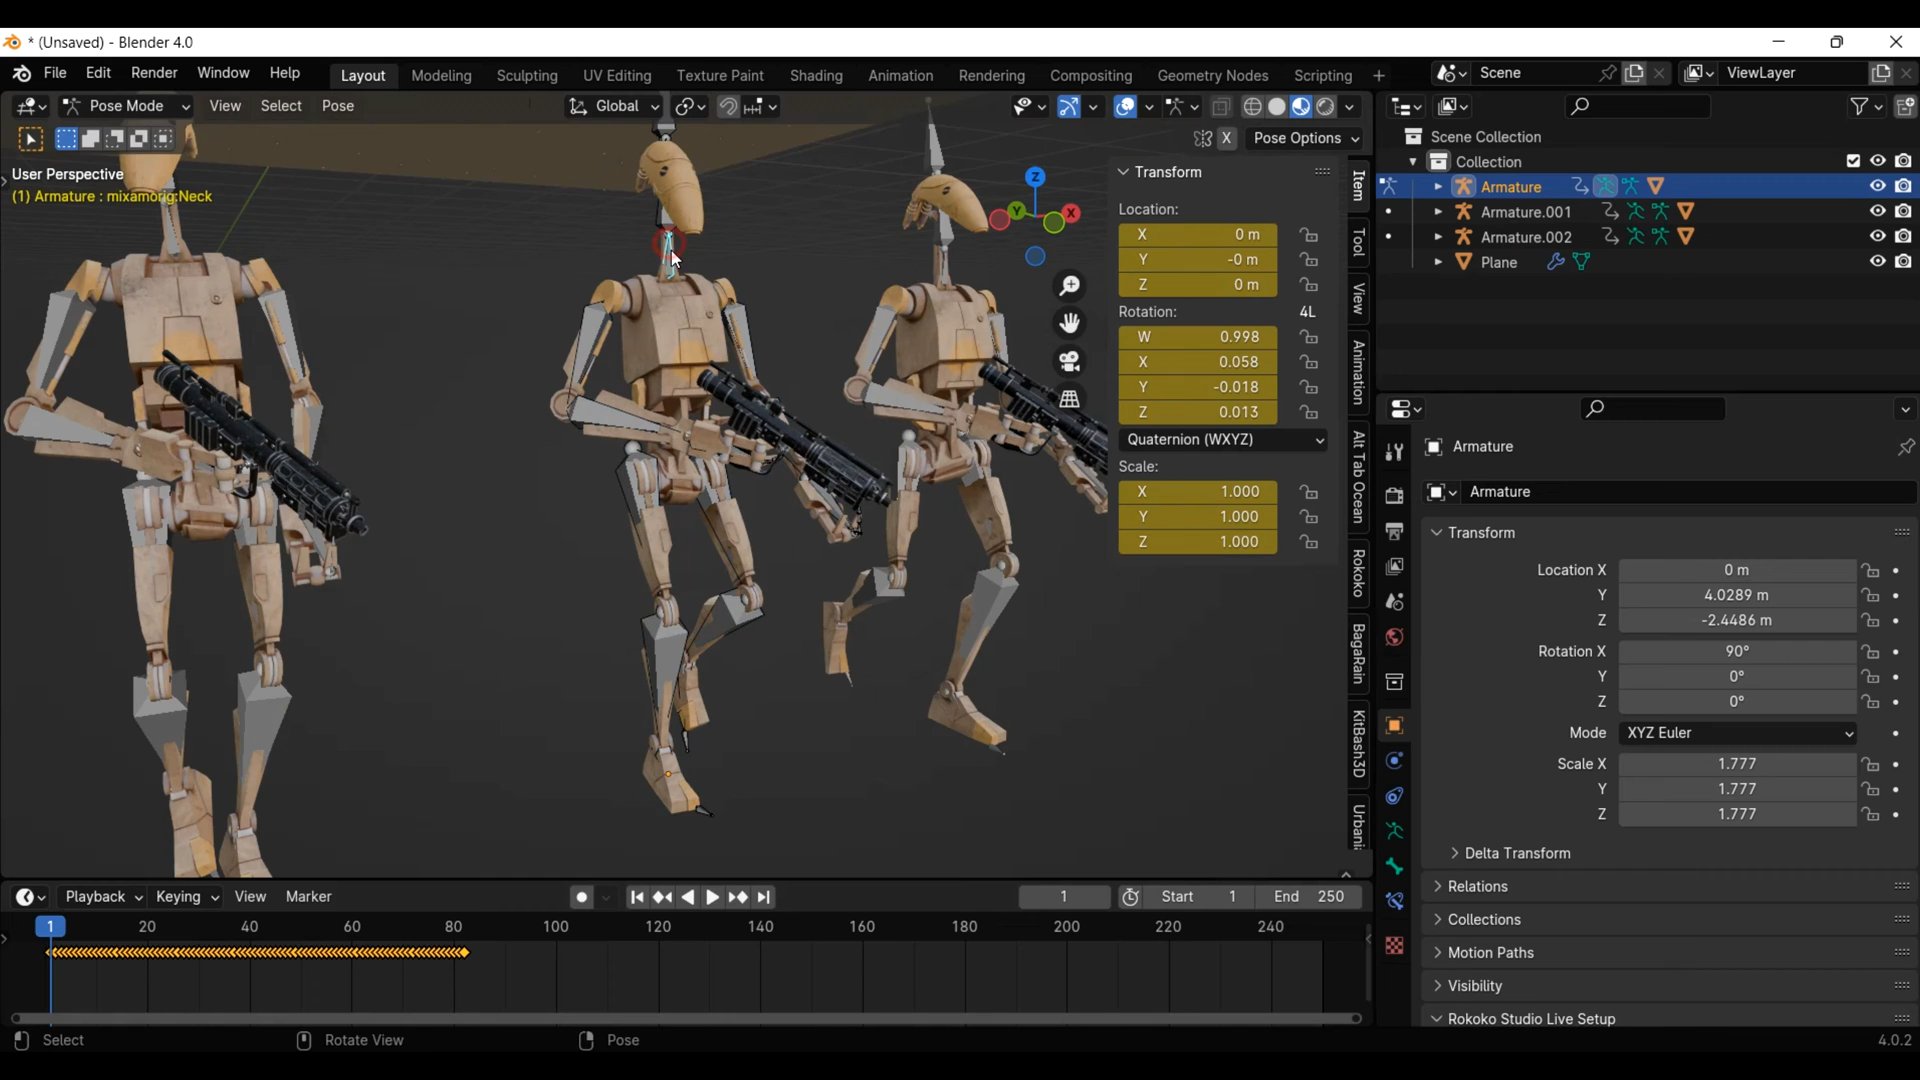 * (Unsaved) - Blender 4.0
File Edit Render Window Help Layout Modeling Sculpting UV Editing Texture Paint Shading Animation Rendering Compositing Geometry Nodes Scripting + Scene ViewLayer
Pose Mode View Select Pose Global
X Pose Options
User Perspective
(1) Armature : mixamorig:Neck
Z
Y
X
Transform
Location:
X 0 m
Y -0 m
Z 0 m
Rotation: 4L
W 0.998
X 0.058
Y -0.018
Z 0.013
Quaternion (WXYZ)
Scale:
X 1.000
Y 1.000
Z 1.000
Item
Tool
View
Animation
Alt Tab Ocean
Rokoko
BagaRain
KitBash3D
Urbani
Scene Collection
Collection
Armature
Armature.001
Armature.002
Plane
Armature
Armature
Transform
Location X 0 m
Y 4.0289 m
Z -2.4486 m
Rotation X 90°
Y 0°
Z 0°
Mode XYZ Euler
Scale X 1.777
Y 1.777
Z 1.777
Delta Transform
Relations
Collections
Motion Paths
Visibility
Rokoko Studio Live Setup
Playback Keying View Marker 1 Start 1 End 250
1 20 40 60 80 100 120 140 160 180 200 220 240
Select Rotate View Pose 4.0.2